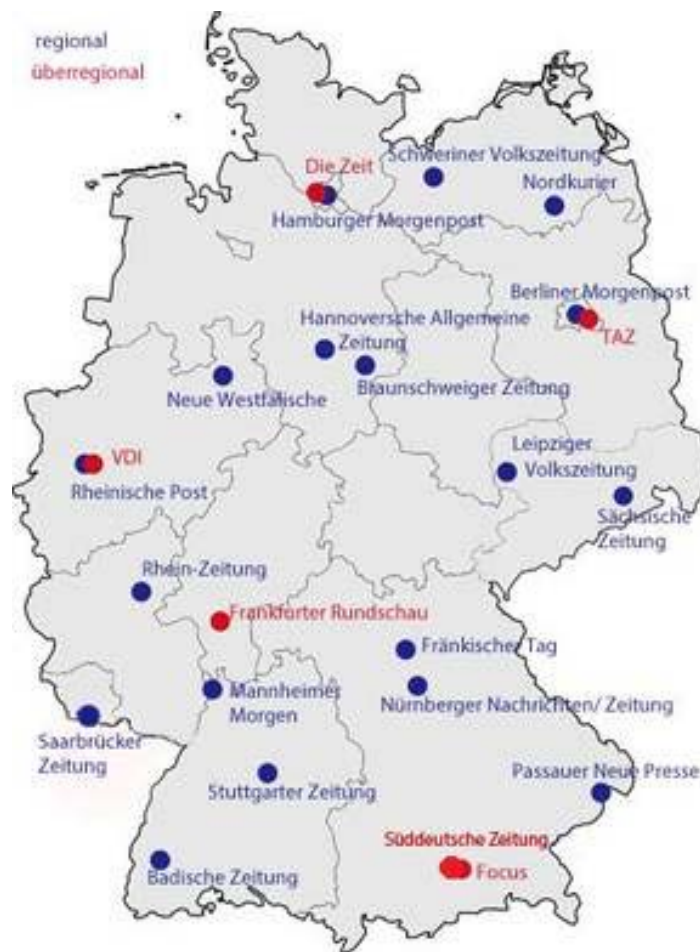 regional
überregional
Die Zeit
Schweriner Volkszeitung
Nordkurier
Hamburger Morgenpost
Berliner Morgenpost
TAZ
Hannoversche Allgemeine
Zeitung
Neue Westfälische
Braunschweiger Zeitung
VDI
Rheinische Post
Leipziger
Volkszeitung
Sächsische
Zeitung
Rhein-Zeitung
Frankfurter Rundschau
Fränkischer Tag
Mannheimer
Morgen
Nürnberger Nachrichten/ Zeitung
Saarbrücker
Zeitung
Stuttgarter Zeitung
Passauer Neue Presse
Süddeutsche Zeitung
Focus
Badische Zeitung